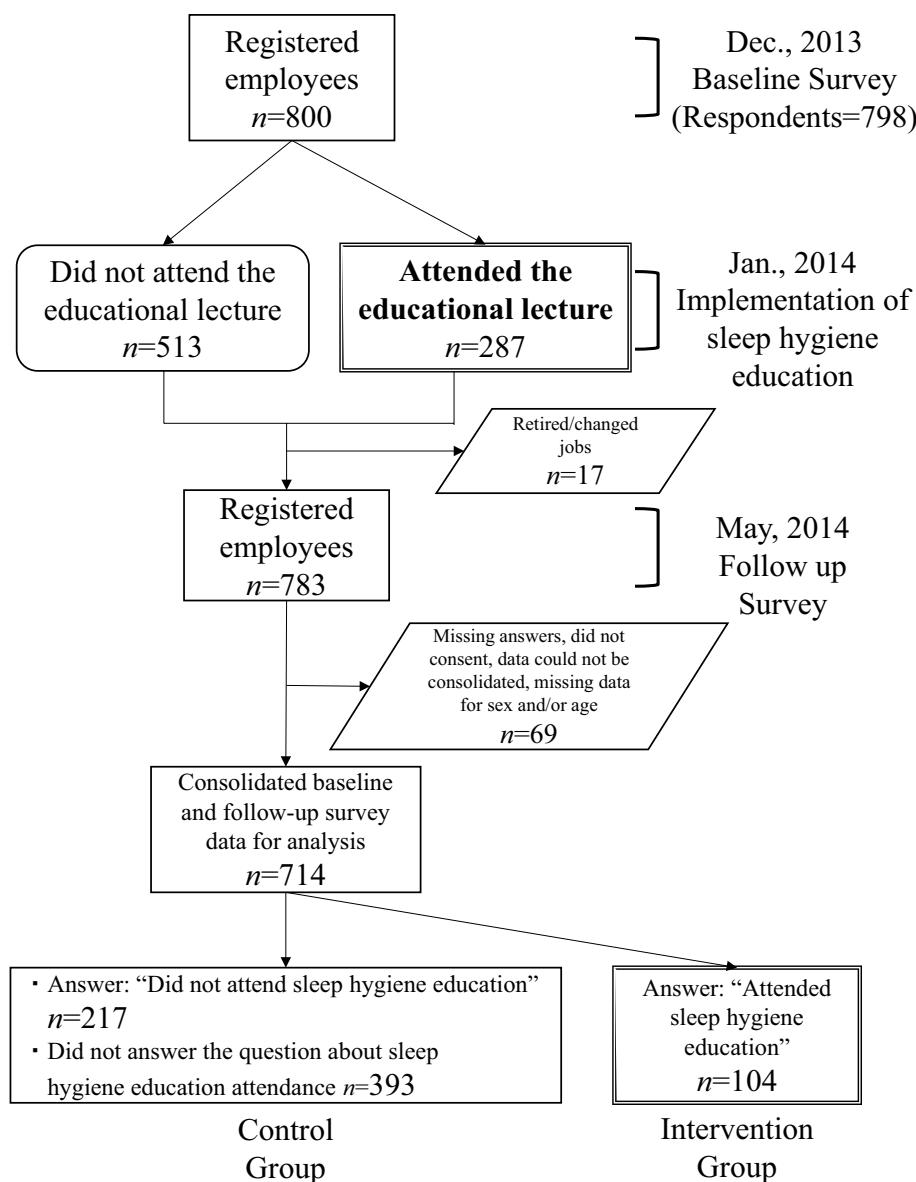 Registered
employees
n=800
Dec., 2013
Baseline Survey
(Respondents=798)
Did not attend the
educational lecture
n=513
Attended the
educational lecture
n=287
Jan., 2014
Implementation of
sleep hygiene
education
Retired/changed
jobs
n=17
Registered
employees
n=783
May, 2014
Follow up
Survey
Missing answers, did not
consent, data could not be
consolidated, missing data
for sex and/or age
n=69
Consolidated baseline
and follow-up survey
data for analysis
n=714
・Answer: “Did not attend sleep hygiene education”
n=217
・Did not answer the question about sleep
hygiene education attendance n=393
Answer: “Attended
sleep hygiene
education”
n=104
Control
Group
Intervention
Group